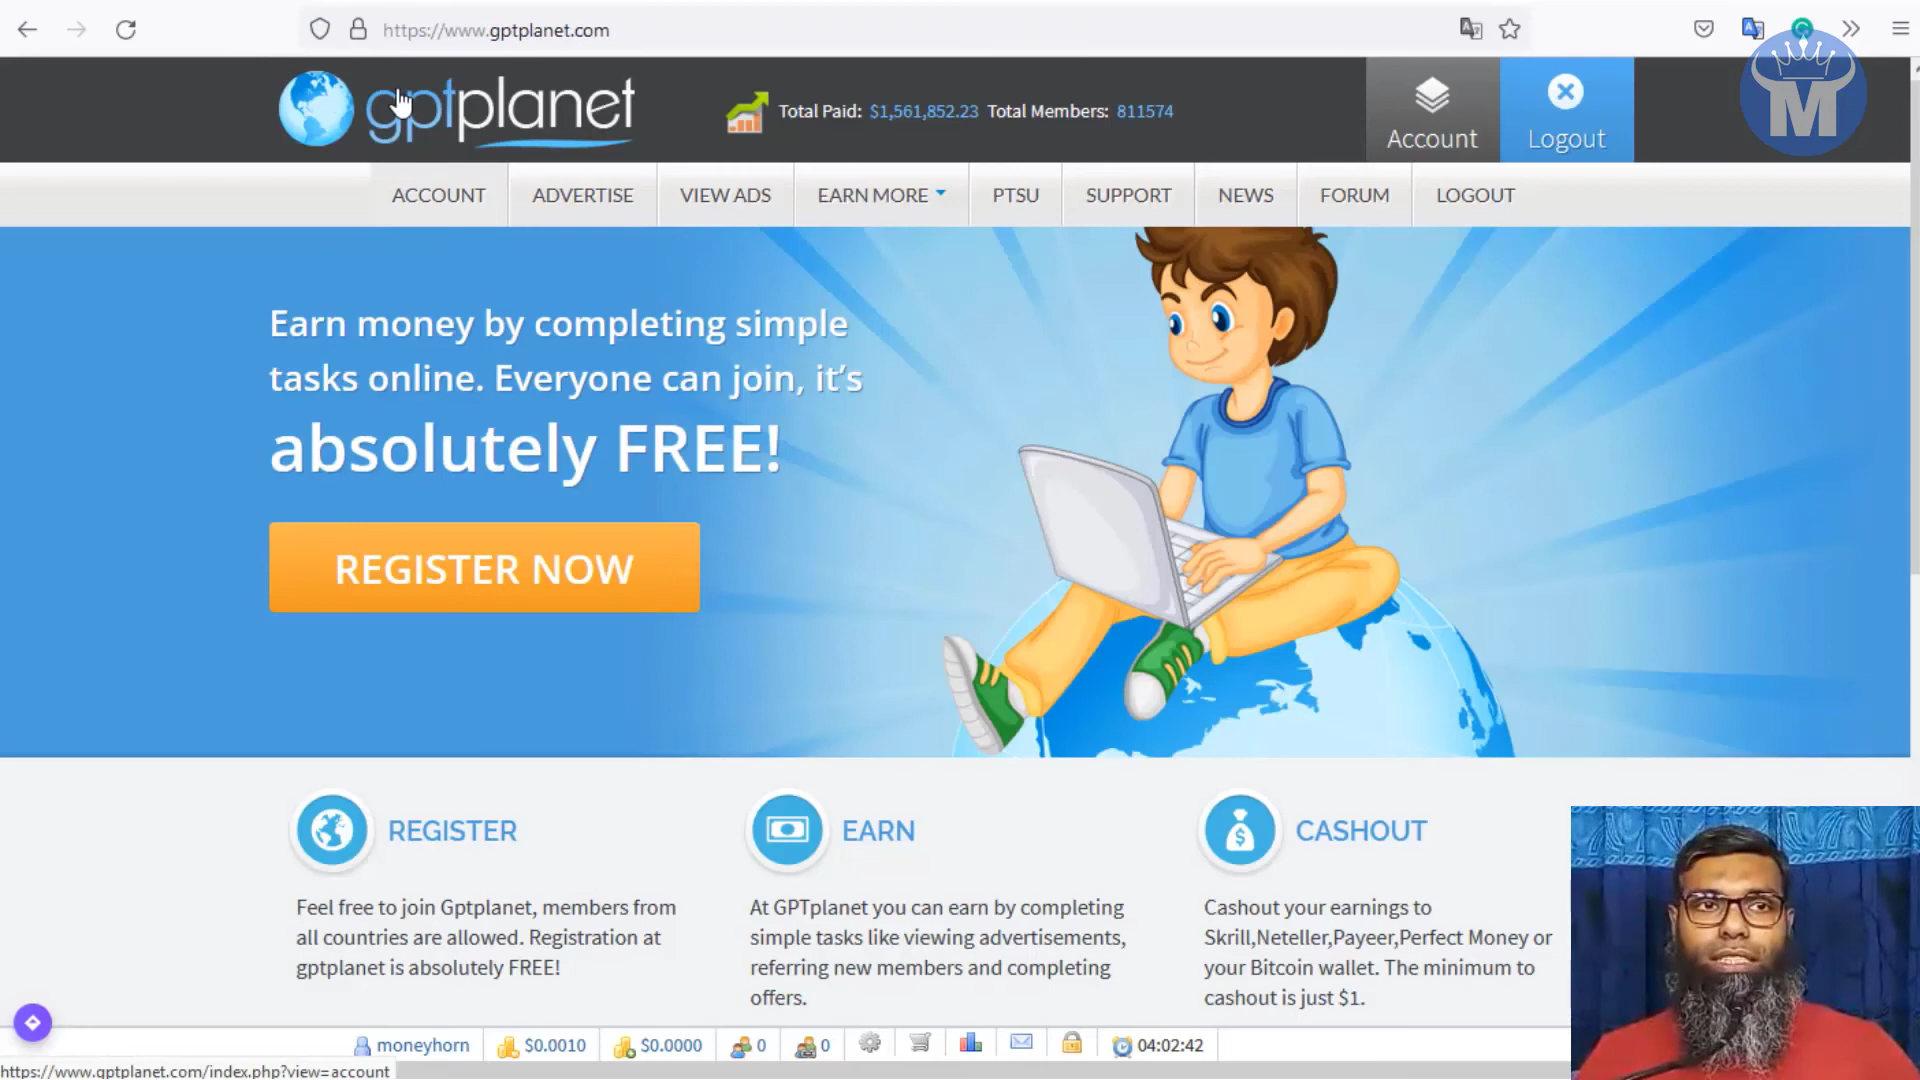 https://www.gptplanet.com
gptplanet
Total Paid: $1,561,852.23 Total Members: 811574
Account
Logout
M
ACCOUNT
ADVERTISE
VIEW ADS
EARN MORE
PTSU
SUPPORT
NEWS
FORUM
LOGOUT
Earn money by completing simple
tasks online. Everyone can join, it's
absolutely FREE!
REGISTER NOW
REGISTER
Feel free to join Gptplanet, members from
all countries are allowed. Registration at
gptplanet is absolutely FREE!
EARN
At GPTplanet you can earn by completing
simple tasks like viewing advertisements,
referring new members and completing
offers.
CASHOUT
Cashout your earnings to
Skrill,Neteller,Payeer,Perfect Money or
your Bitcoin wallet. The minimum to
cashout is just $1.
moneyhorn
$0.0010
$0.0000
0
0
04:02:42
https://www.gptplanet.com/index.php?view=account